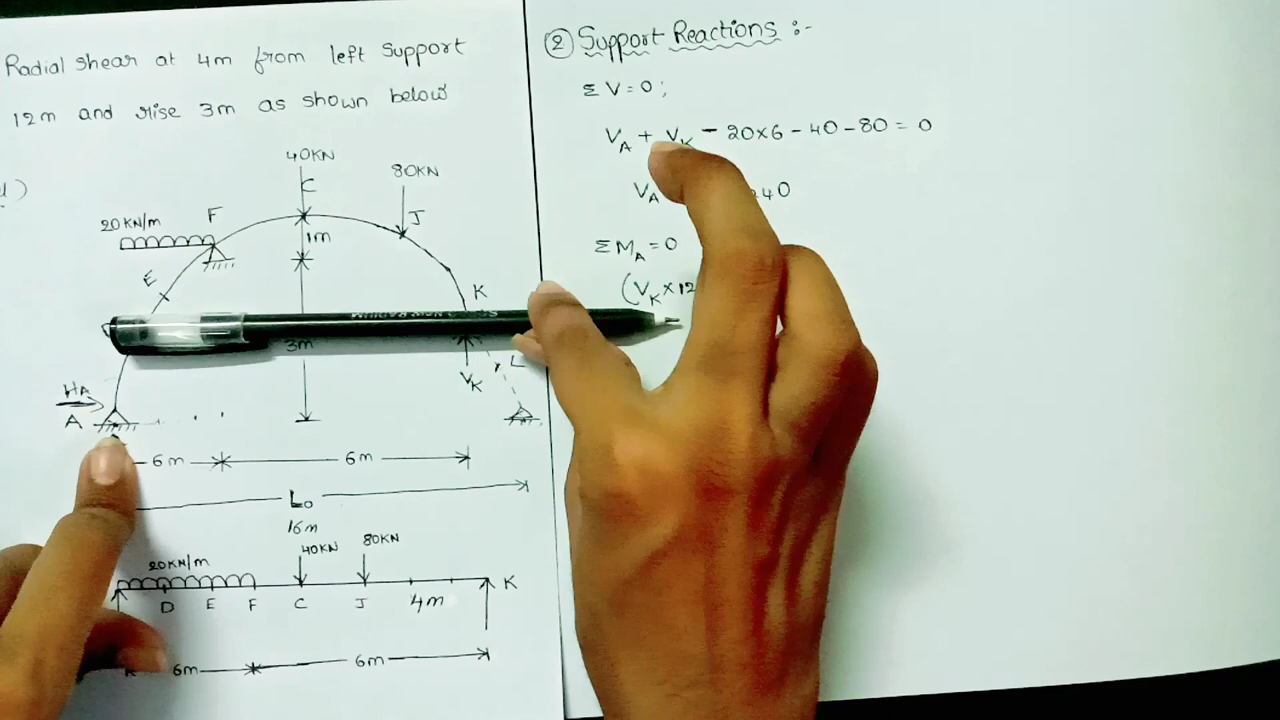 Radial shear at 4m from left support
12m and rise 3m as shown below
40KN
C
80KN
J
20KN/m
F
1m
E
K
3m
VK
L
HA
A
6m
6m
L0
16m
40KN
80KN
20KN/m
D E F C J 4m
K
6m
6m
② Support Reactions :-
ΣV=0;
VA + VK - 20×6 - 40 - 80 = 0
VA
240
ΣMA=0
(VK×12